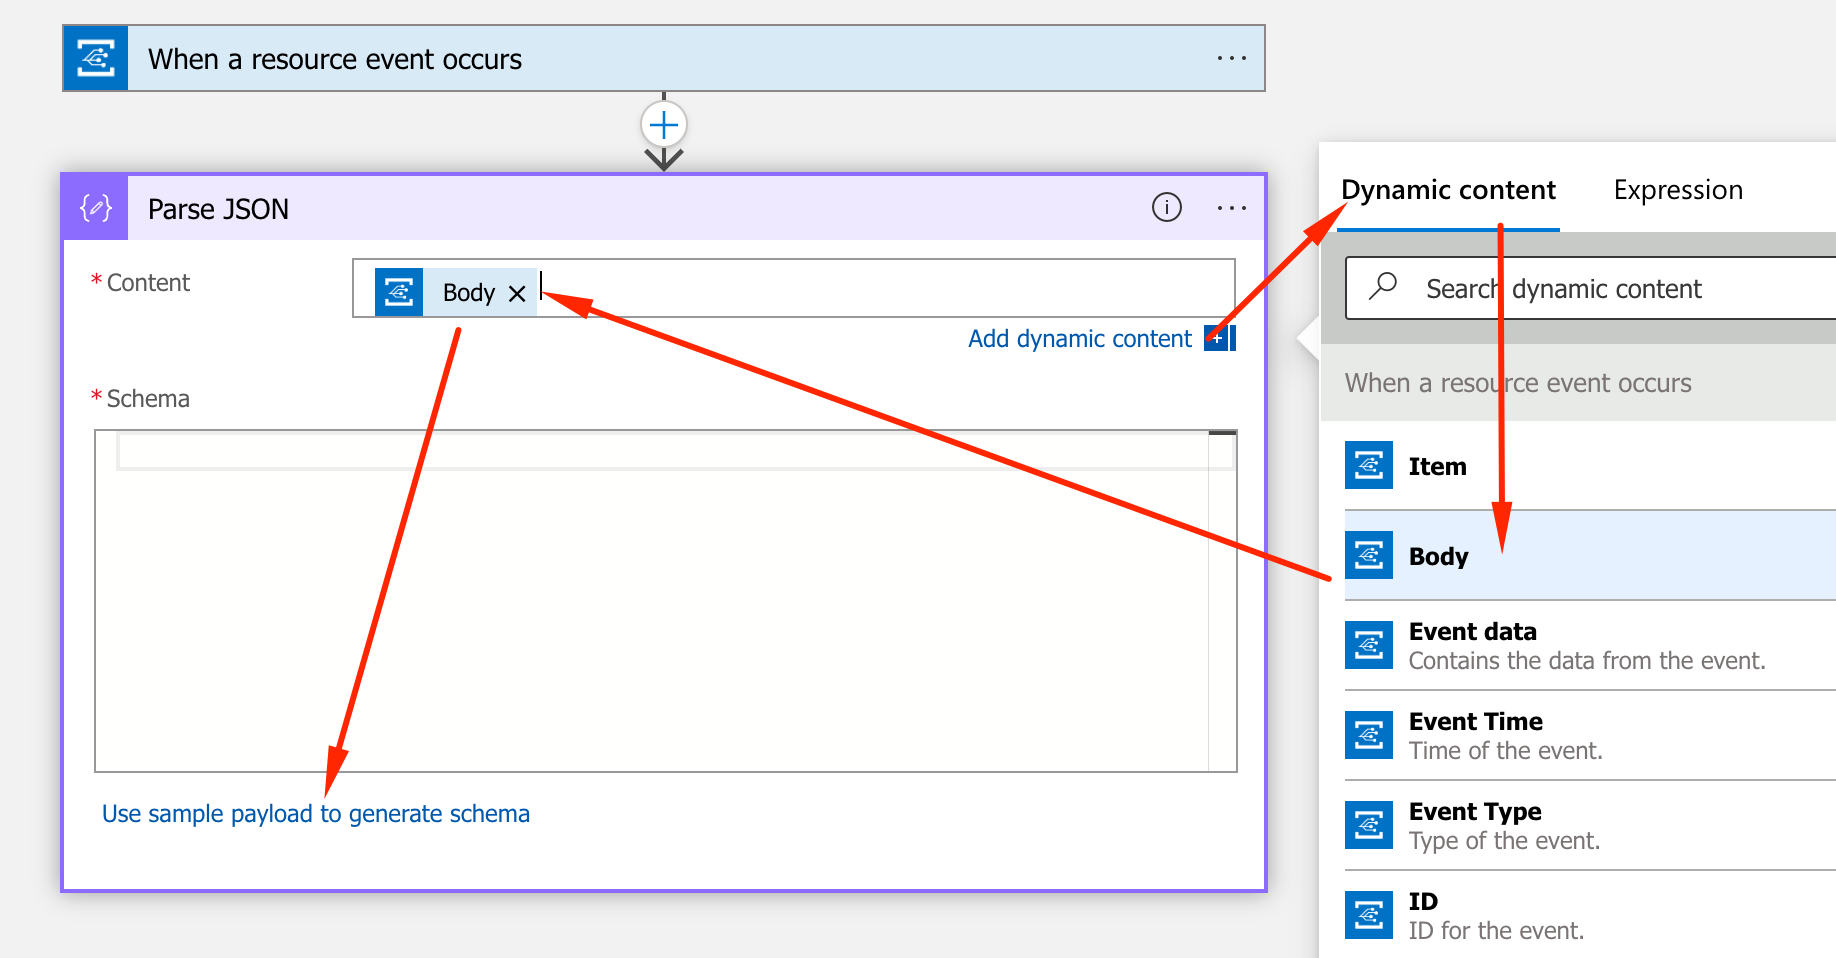 When a resource event occurs
Parse JSON
* Content
Body
Add dynamic content
* Schema
Use sample payload to generate schema
Dynamic content
Expression
Search dynamic content
When a resource event occurs
Item
Body
Event data
Contains the data from the event.
Event Time
Time of the event.
Event Type
Type of the event.
ID
ID for the event.